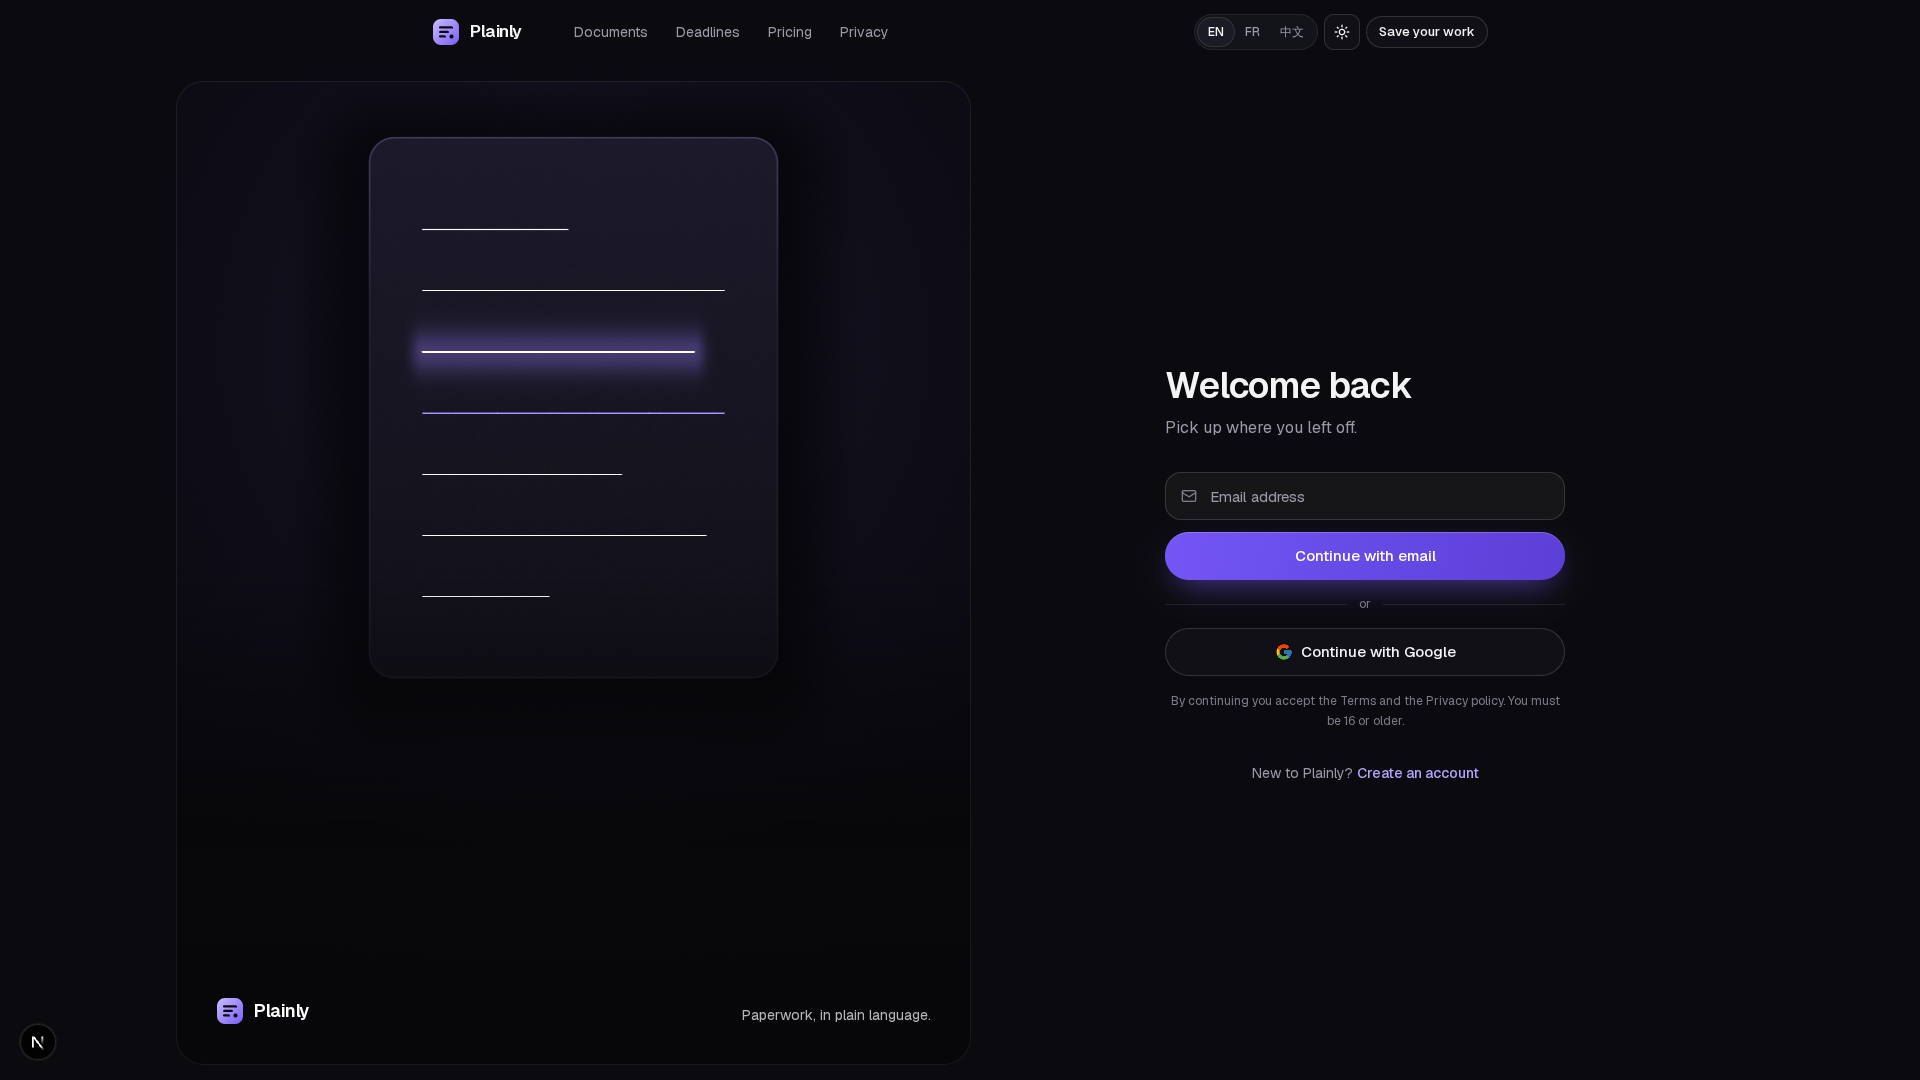 Plainly
Documents
Deadlines
Pricing
Privacy
EN
FR
中文
Save your work
Welcome back
Pick up where you left off.
Email address
Continue with email
or
Continue with Google
By continuing you accept the Terms and the Privacy policy. You must
be 16 or older.
New to Plainly? Create an account
Plainly
Paperwork, in plain language.
N